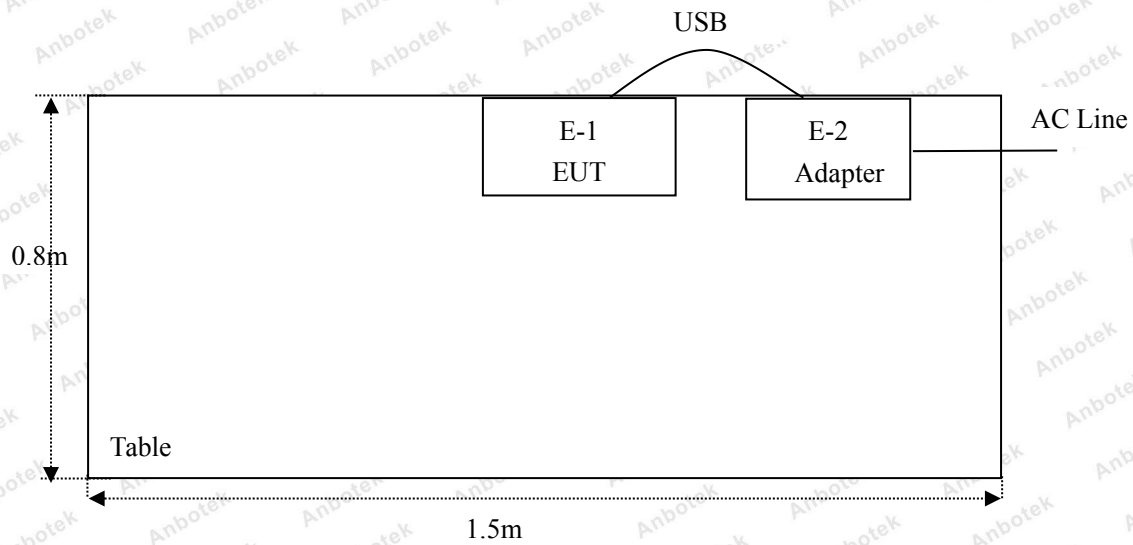 USB
E-1
EUT
E-2
Adapter
AC Line
0.8m
Table
1.5m